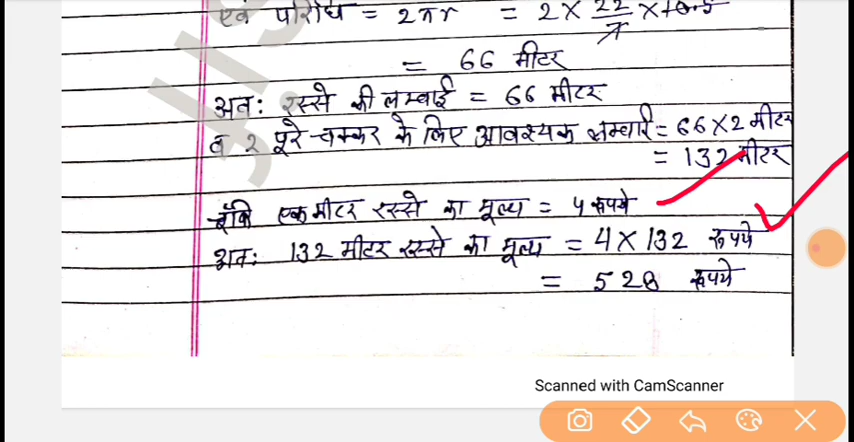 एवं परिधि = 2πr = 2 × 22/7 × 10.5
= 66 मीटर
अतः रस्से की लम्बाई = 66 मीटर
व 2 पूरे चक्कर के लिए आवश्यक लम्बाई = 66 × 2 मीटर
= 132 मीटर
चूँकि एक मीटर रस्से का मूल्य = 4 रूपये
अतः 132 मीटर रस्से का मूल्य = 4 × 132 रूपये
= 528 रूपये
Scanned with CamScanner